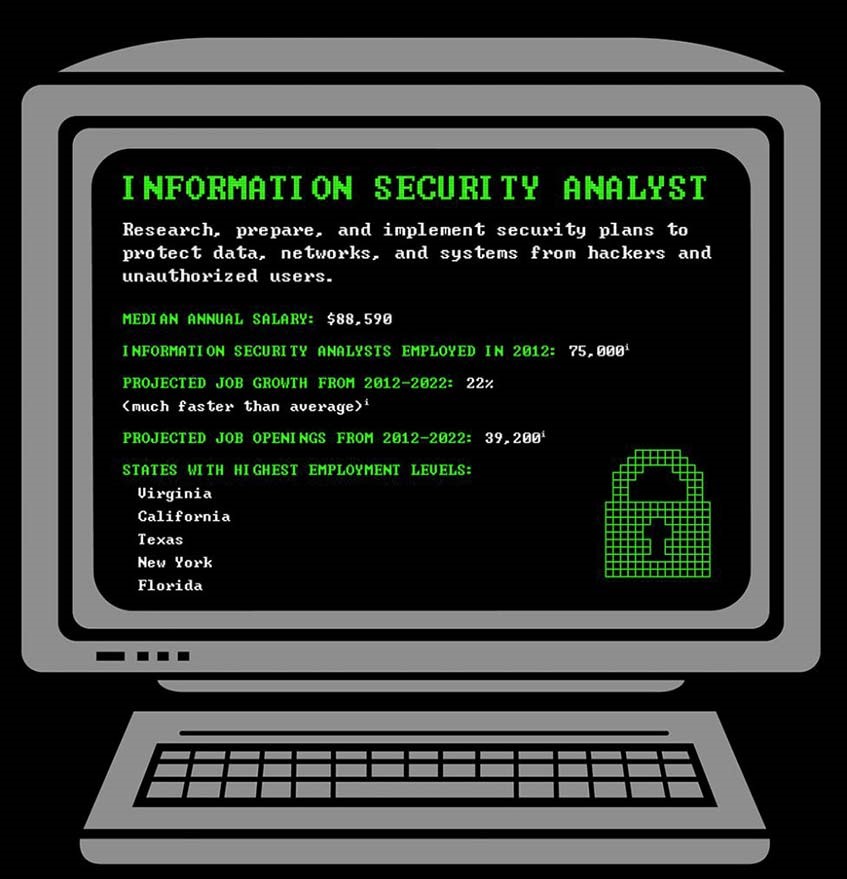 INFORMATION SECURITY ANALYST
Research, prepare, and implement security plans to
protect data, networks, and systems from hackers and
unauthorized users.
MEDIAN ANNUAL SALARY: $88,590
INFORMATION SECURITY ANALYSTS EMPLOYED IN 2012: 75,000ⁱ
PROJECTED JOB GROWTH FROM 2012-2022: 22%
(much faster than average)ⁱ
PROJECTED JOB OPENINGS FROM 2012-2022: 39,200ⁱ
STATES WITH HIGHEST EMPLOYMENT LEVELS:
Virginia
California
Texas
New York
Florida